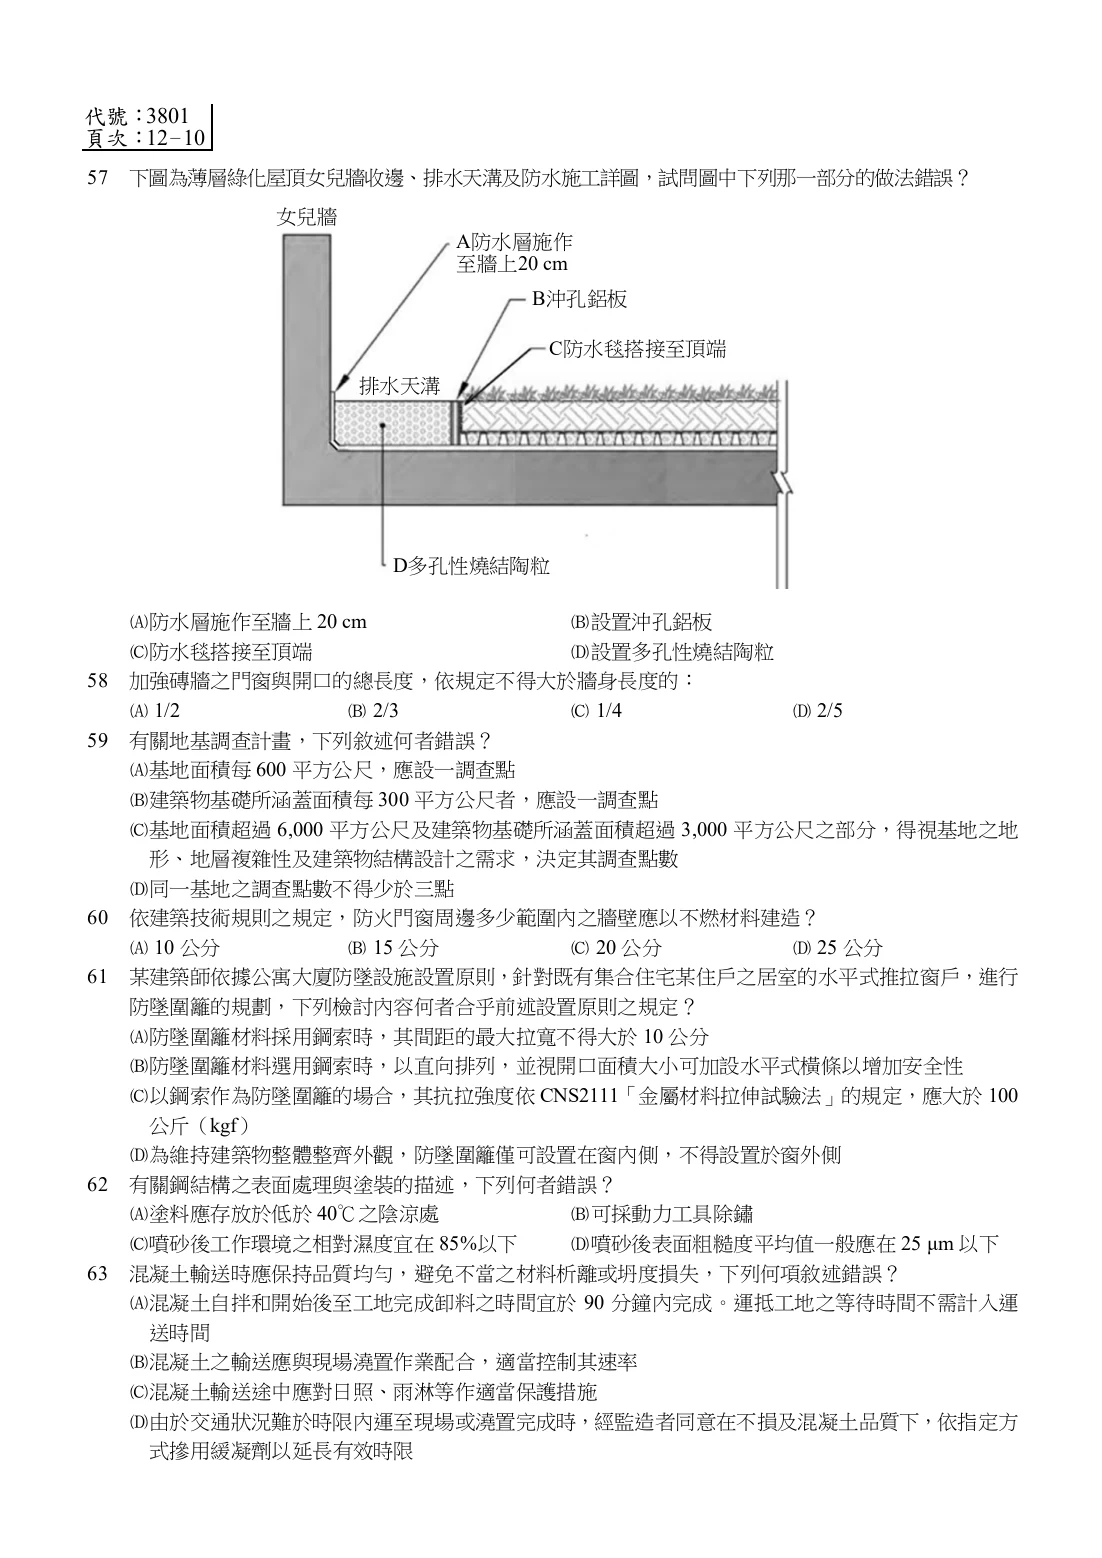 代號：3801
頁次：12－10
57 下圖為薄層綠化屋頂女兒牆收邊、排水天溝及防水施工詳圖，試問圖中下列那一部分的做法錯誤？
女兒牆
A防水層施作
至牆上20 cm
B沖孔鋁板
C防水毯搭接至頂端
排水天溝
D多孔性燒結陶粒
(A)防水層施作至牆上 20 cm (B)設置沖孔鋁板
(C)防水毯搭接至頂端 (D)設置多孔性燒結陶粒
58 加強磚牆之門窗與開口的總長度，依規定不得大於牆身長度的：
(A) 1/2 (B) 2/3 (C) 1/4 (D) 2/5
59 有關地基調查計畫，下列敘述何者錯誤？
(A)基地面積每 600 平方公尺，應設一調查點
(B)建築物基礎所涵蓋面積每 300 平方公尺者，應設一調查點
(C)基地面積超過 6,000 平方公尺及建築物基礎所涵蓋面積超過 3,000 平方公尺之部分，得視基地之地
形、地層複雜性及建築物結構設計之需求，決定其調查點數
(D)同一基地之調查點數不得少於三點
60 依建築技術規則之規定，防火門窗周邊多少範圍內之牆壁應以不燃材料建造？
(A) 10 公分 (B) 15 公分 (C) 20 公分 (D) 25 公分
61 某建築師依據公寓大廈防墜設施設置原則，針對既有集合住宅某住戶之居室的水平式推拉窗戶，進行
防墜圍籬的規劃，下列檢討內容何者合乎前述設置原則之規定？
(A)防墜圍籬材料採用鋼索時，其間距的最大拉寬不得大於 10 公分
(B)防墜圍籬材料選用鋼索時，以直向排列，並視開口面積大小可加設水平式橫條以增加安全性
(C)以鋼索作為防墜圍籬的場合，其抗拉強度依 CNS2111「金屬材料拉伸試驗法」的規定，應大於 100
公斤（kgf）
(D)為維持建築物整體整齊外觀，防墜圍籬僅可設置在窗內側，不得設置於窗外側
62 有關鋼結構之表面處理與塗裝的描述，下列何者錯誤？
(A)塗料應存放於低於 40℃之陰涼處 (B)可採動力工具除鏽
(C)噴砂後工作環境之相對濕度宜在 85%以下 (D)噴砂後表面粗糙度平均值一般應在 25 μm 以下
63 混凝土輸送時應保持品質均勻，避免不當之材料析離或坍度損失，下列何項敘述錯誤？
(A)混凝土自拌和開始後至工地完成卸料之時間宜於 90 分鐘內完成。運抵工地之等待時間不需計入運
送時間
(B)混凝土之輸送應與現場澆置作業配合，適當控制其速率
(C)混凝土輸送途中應對日照、雨淋等作適當保護措施
(D)由於交通狀況難於時限內運至現場或澆置完成時，經監造者同意在不損及混凝土品質下，依指定方
式摻用緩凝劑以延長有效時限